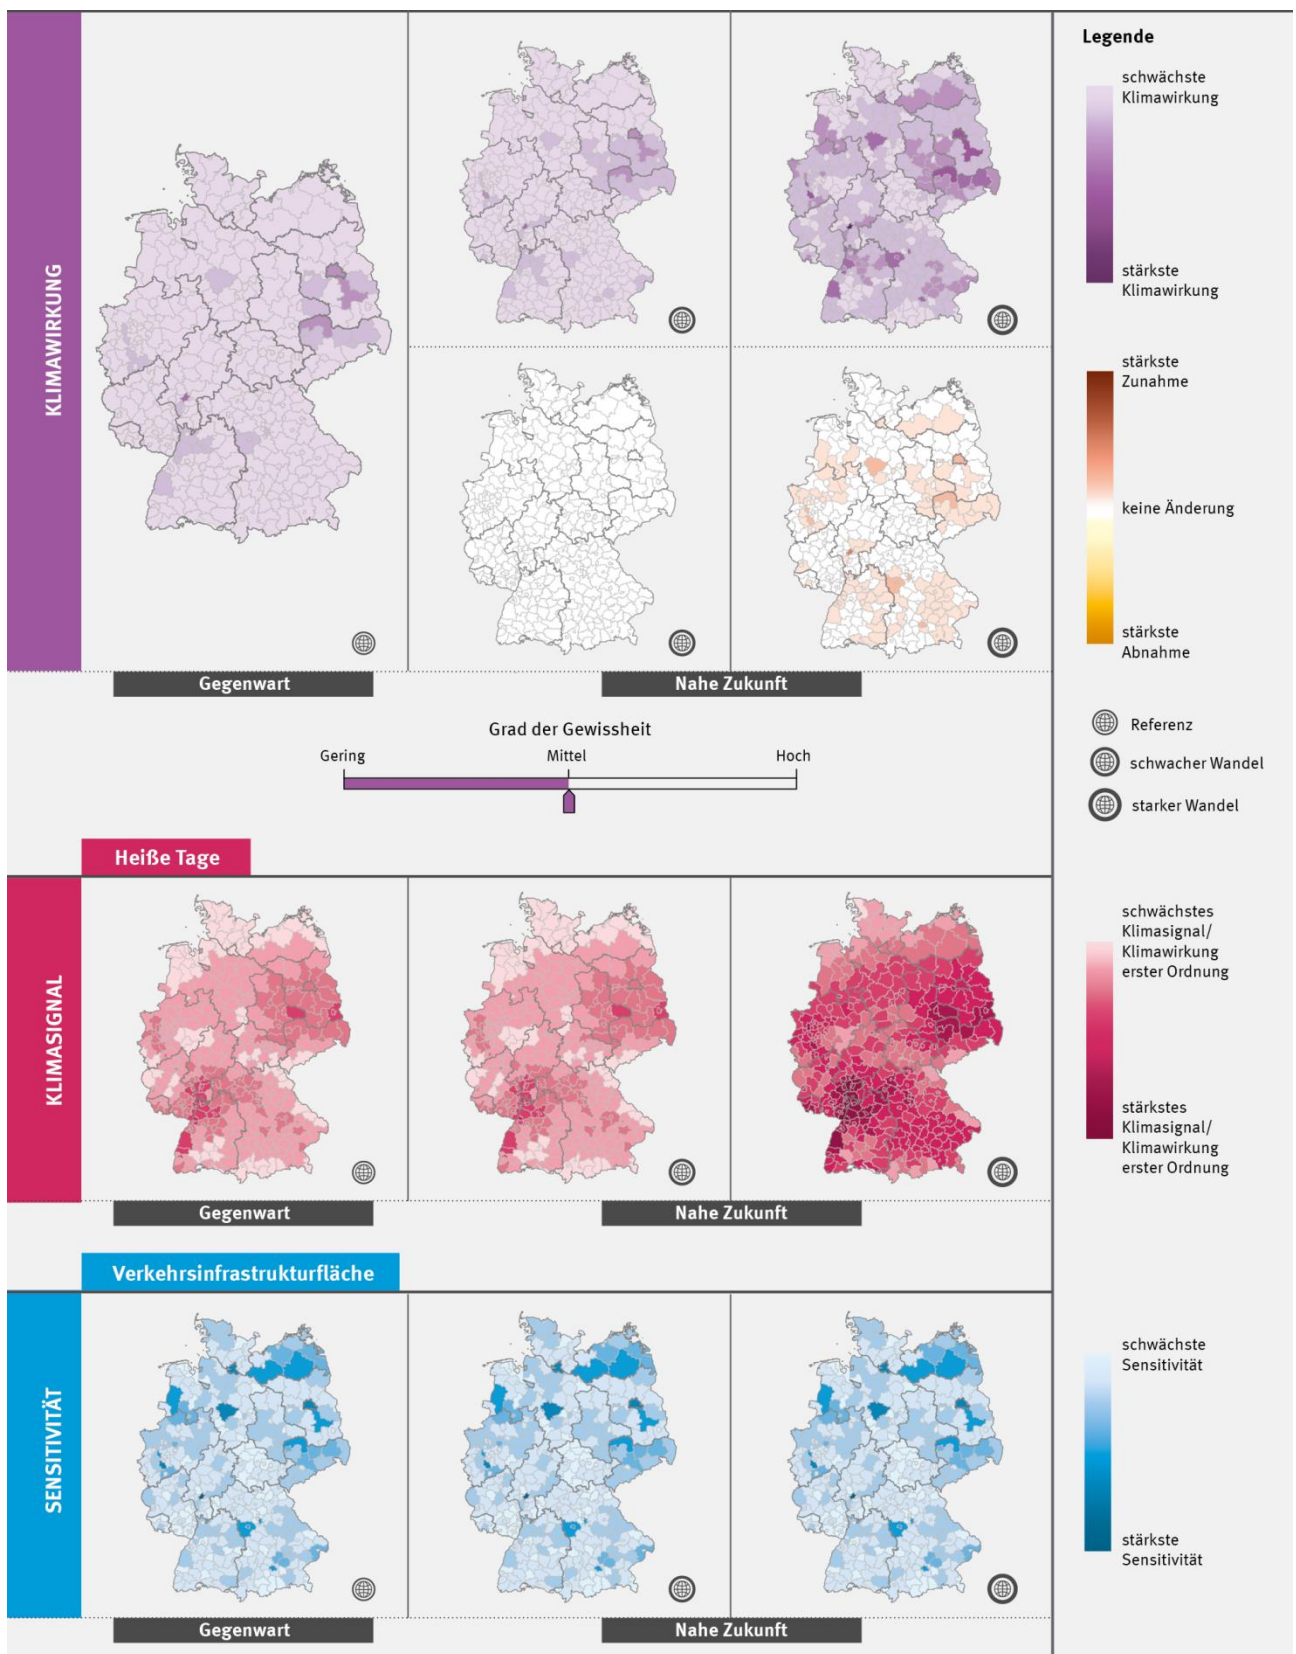 KLIMAWIRKUNG
Gegenwart
Nahe Zukunft
Grad der Gewissheit
Gering
Mittel
Hoch
Heiße Tage
KLIMASIGNAL
Gegenwart
Nahe Zukunft
Verkehrsinfrastrukturfläche
SENSITIVITÄT
Gegenwart
Nahe Zukunft
Legende
schwächste
Klimawirkung
stärkste
Klimawirkung
stärkste
Zunahme
keine Änderung
stärkste
Abnahme
Referenz
schwacher Wandel
starker Wandel
schwächstes
Klimasignal/
Klimawirkung
erster Ordnung
stärkstes
Klimasignal/
Klimawirkung
erster Ordnung
schwächste
Sensitivität
stärkste
Sensitivität